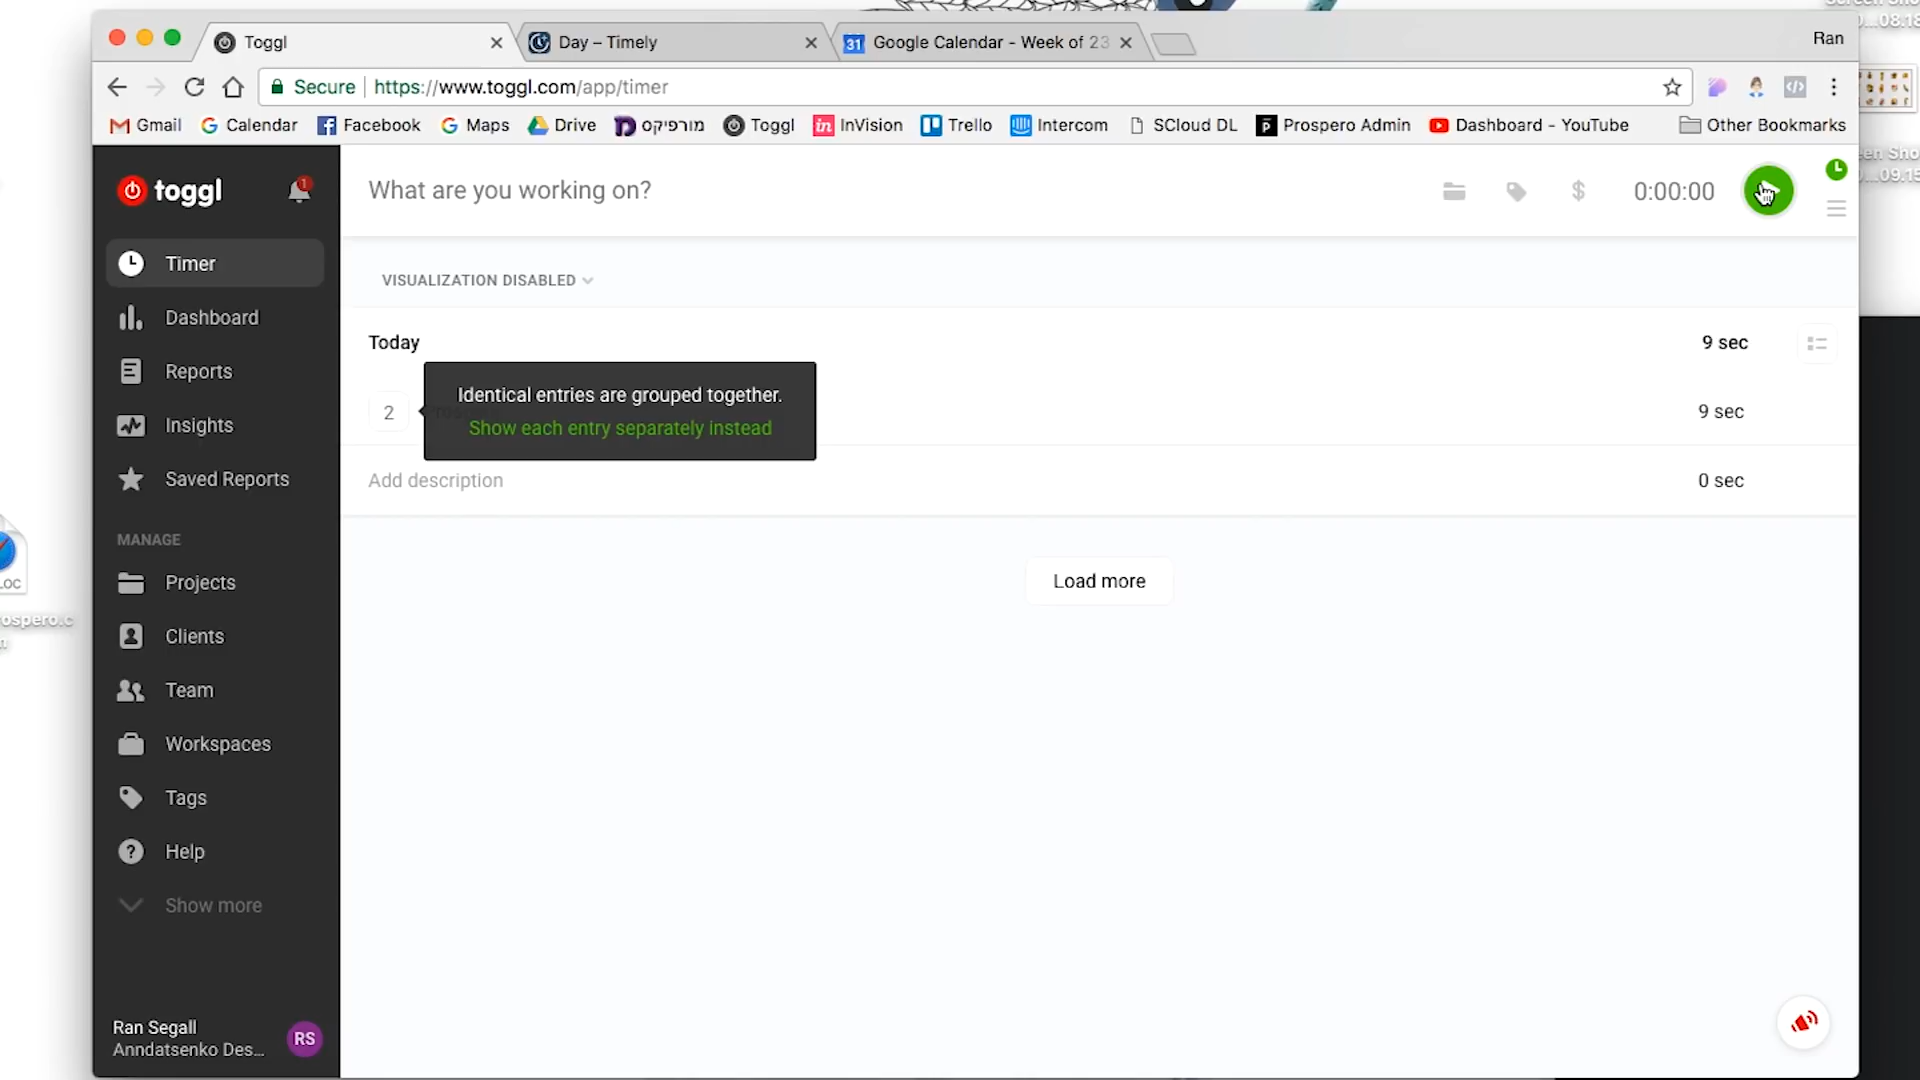 Toggl
Day – Timely
Google Calendar - Week of 23
Ran
Secure
https://www.toggl.com/app/timer
Gmail
Calendar
Facebook
Maps
Drive
מורפיקס
Toggl
InVision
Trello
Intercom
SCloud DL
Prospero Admin
Dashboard - YouTube
Other Bookmarks
toggl
1
What are you working on?
0:00:00
Timer
Dashboard
Reports
Insights
Saved Reports
MANAGE
Projects
Clients
Team
Workspaces
Tags
Help
Show more
Ran Segall
Anndatsenko Des...
RS
VISUALIZATION DISABLED
Today
9 sec
2
Identical entries are grouped together.
Show each entry separately instead
9 sec
Add description
0 sec
Load more